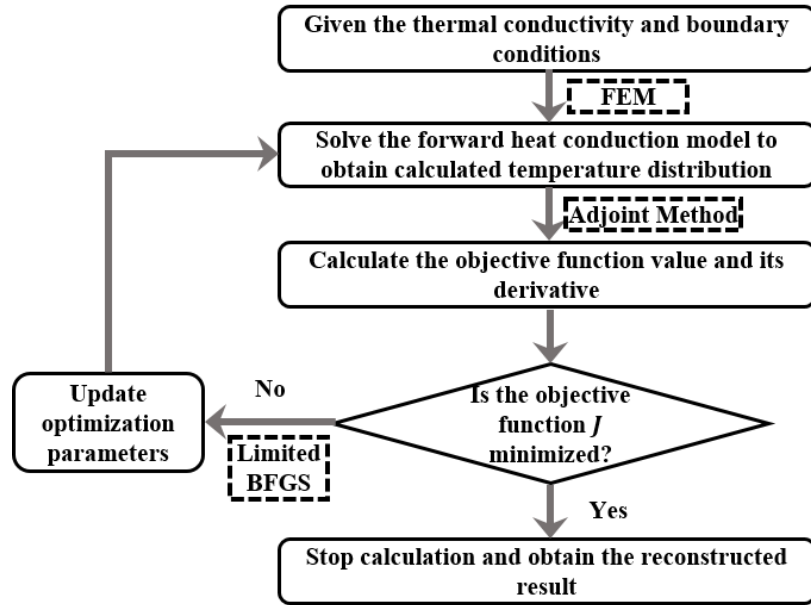 Given the thermal conductivity and boundary
conditions
FEM
Solve the forward heat conduction model to
obtain calculated temperature distribution
Adjoint Method
Calculate the objective function value and its
derivative
Is the objective
function J
minimized?
No
Limited
BFGS
Update
optimization
parameters
Yes
Stop calculation and obtain the reconstructed
result